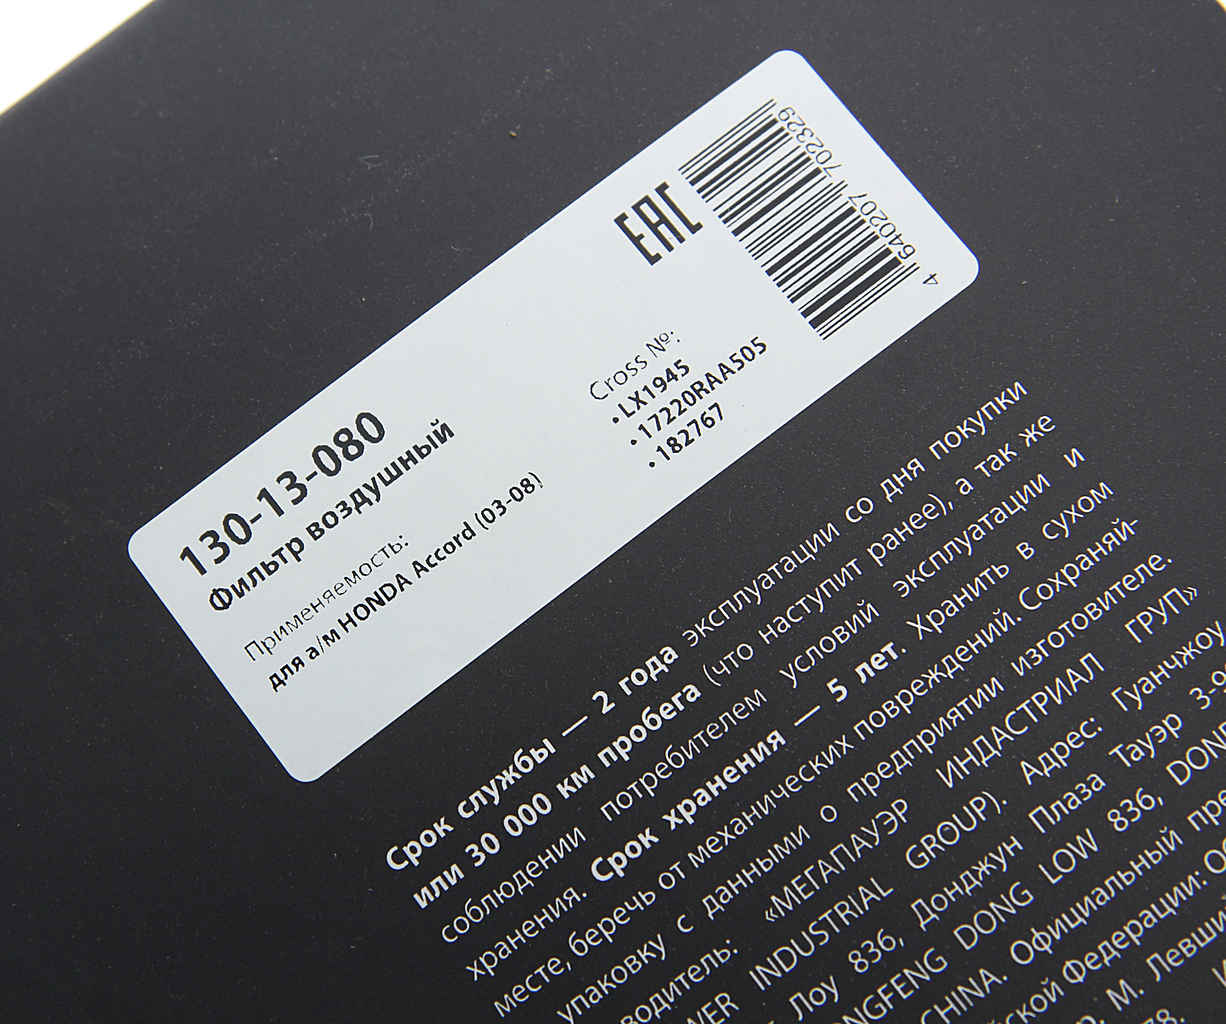 130-13-080
Фильтр воздушный
Применяемость:
для а/м HONDA Accord (03-08)
Cross №:
• LX1945
• 17220RAA505
• 182767
EAC
4 640207 702329
Срок службы — 2 года эксплуатации со дня покупки
или 30 000 км пробега (что наступит ранее), а так же
соблюдении потребителем условий эксплуатации и
хранения. Срок хранения — 5 лет. Хранить в сухом
месте, беречь от механических повреждений. Сохраняй-
упаковку с данными о предприятии изготовителе.
водитель: «МЕГАПАУЭР ИНДАСТРИАЛ ГРУП»
WER INDUSTRIAL GROUP). Адрес: Гуанчжоу
Лоу 836, Донджун Плаза Тауэр 3-9
NGFENG DONG LOW 836, DON
CHINA. Официальный пре
йской Федерации: О
М. Левши
78.